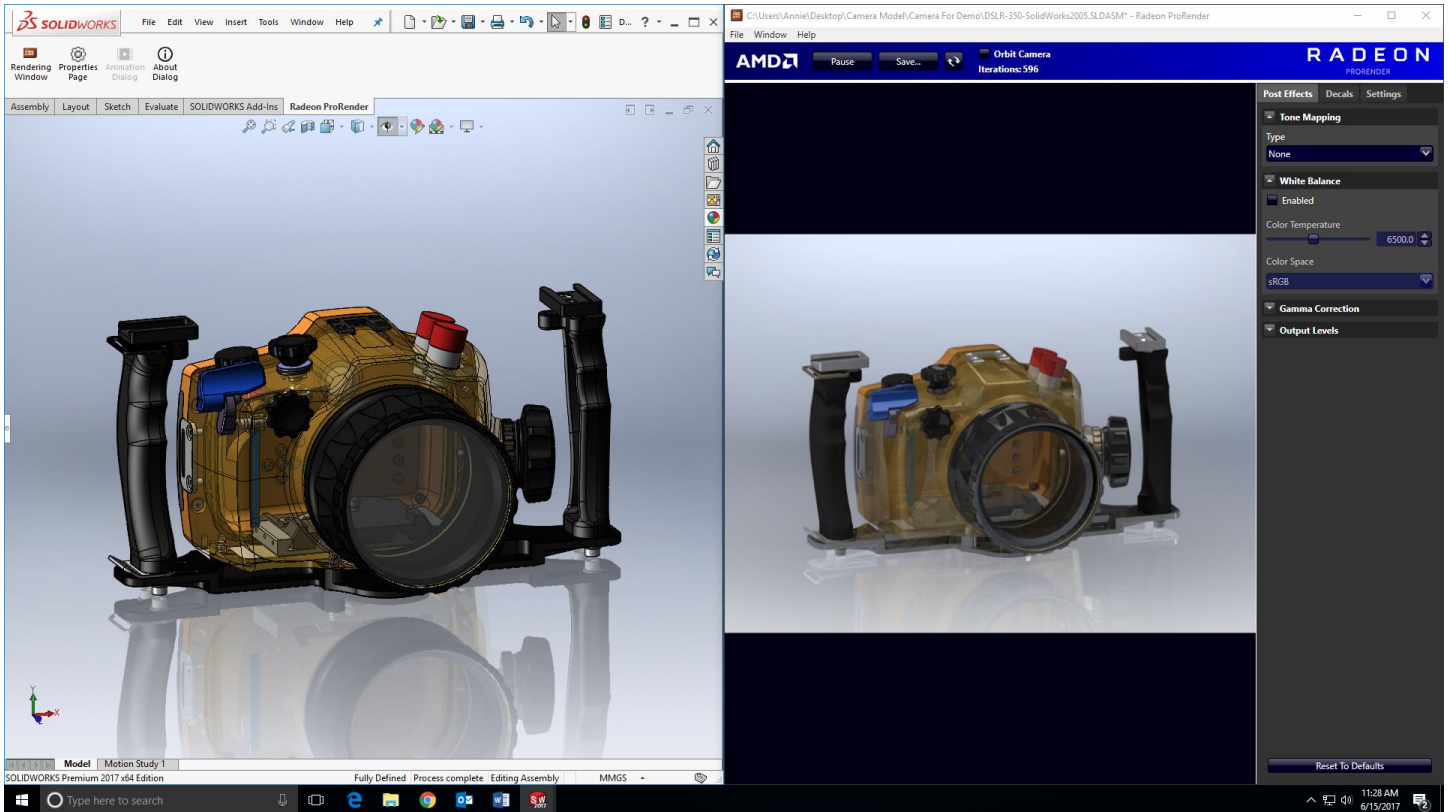 SOLIDWORKS
File Edit View Insert Tools Window Help
D... ?
Rendering Window
Properties Page
Animation Dialog
About Dialog
Assembly Layout Sketch Evaluate SOLIDWORKS Add-Ins Radeon ProRender
Y
X
Z
Model Motion Study 1
SOLIDWORKS Premium 2017 x64 Edition
Fully Defined Process complete Editing Assembly MMGS
C:\Users\Annie\Desktop\Camera Model\Camera For Demo\DSLR-350-SolidWorks2005.SLDASM* - Radeon ProRender
File Window Help
AMD
Pause
Save...
Orbit Camera
Iterations: 596
RADEON
PRORENDER
Post Effects Decals Settings
Tone Mapping
Type
None
White Balance
Enabled
Color Temperature
6500.0
Color Space
sRGB
Gamma Correction
Output Levels
Reset To Defaults
Type here to search
SW
2017
11:28 AM
6/15/2017
2